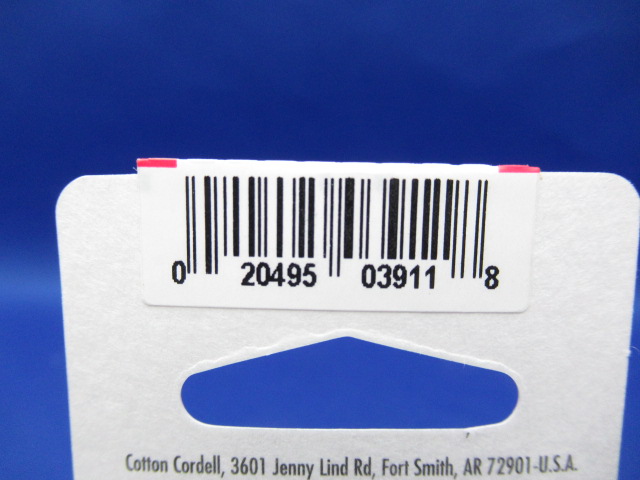 0 20495 03911 8
Cotton Cordell, 3601 Jenny Lind Rd, Fort Smith, AR 72901-U.S.A.